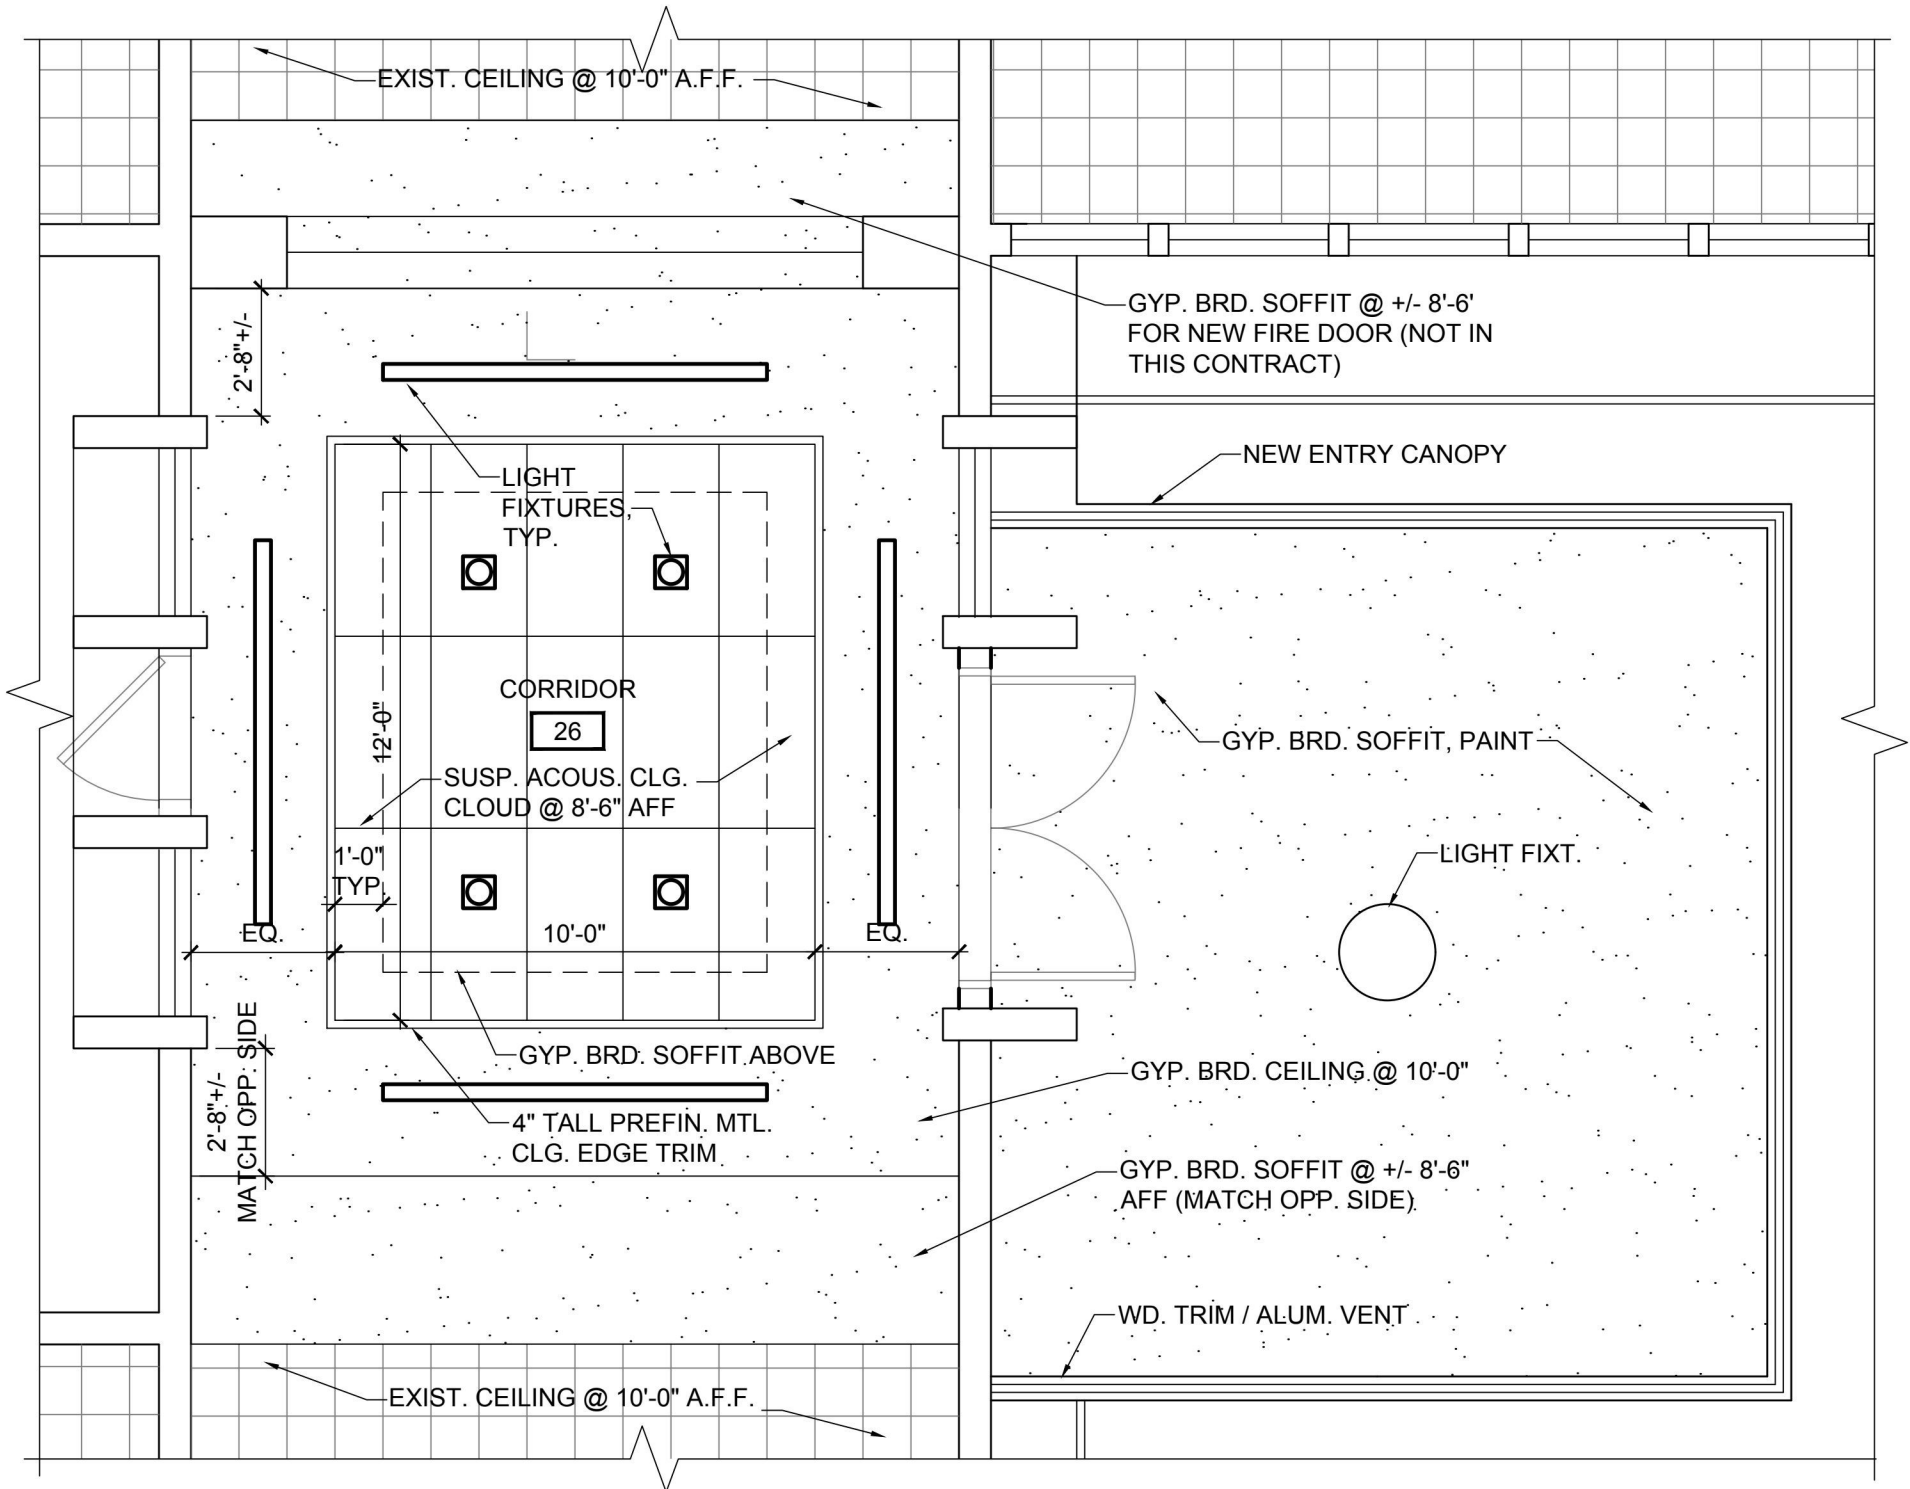 EXIST. CEILING @ 10'-0" A.F.F.
2'-8"+/-
GYP. BRD. SOFFIT @ +/- 8'-6'
FOR NEW FIRE DOOR (NOT IN
THIS CONTRACT)
NEW ENTRY CANOPY
LIGHT
FIXTURES,
TYP.
CORRIDOR
26
12'-0"
SUSP. ACOUS. CLG.
CLOUD @ 8'-6" AFF
GYP. BRD. SOFFIT, PAINT
1'-0"
TYP.
LIGHT FIXT.
EQ.
10'-0"
EQ.
2'-8"+/-
MATCH OPP. SIDE
GYP. BRD. SOFFIT ABOVE
GYP. BRD. CEILING @ 10'-0"
4" TALL PREFIN. MTL.
CLG. EDGE TRIM
GYP. BRD. SOFFIT @ +/- 8'-6"
AFF (MATCH OPP. SIDE)
WD. TRIM / ALUM. VENT
EXIST. CEILING @ 10'-0" A.F.F.